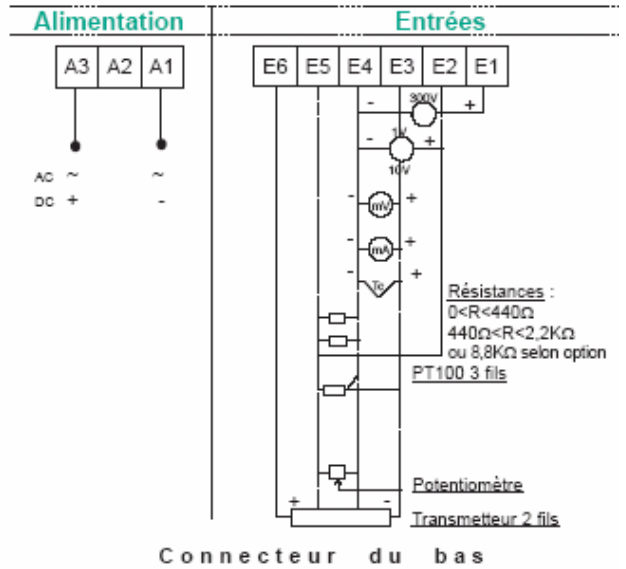 Alimentation
Entrées
A3 A2 A1
E6 E5 E4 E3 E2 E1
- 300V +
- 1V +
10V
AC ~ ~
DC + -
- mV +
- mA +
- Tc +
Résistances :
0<R<440Ω
440Ω<R<2,2KΩ
ou 8,8KΩ selon option
PT100 3 fils
Potentiomètre
+ -
Transmetteur 2 fils
Connecteur du bas